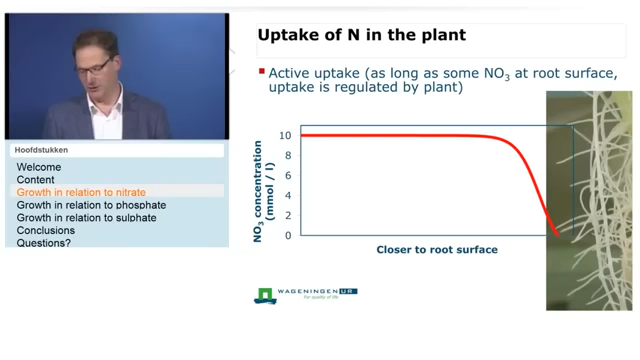 Uptake of N in the plant
Active uptake (as long as some NO3 at root surface,
uptake is regulated by plant)
Hoofdstukken
Welcome
Content
Growth in relation to nitrate
Growth in relation to phosphate
Growth in relation to sulphate
Conclusions
Questions?
NO3 concentration
(mmol / l)
10
8
6
4
2
0
Closer to root surface
WAGENINGEN UR
For quality of life